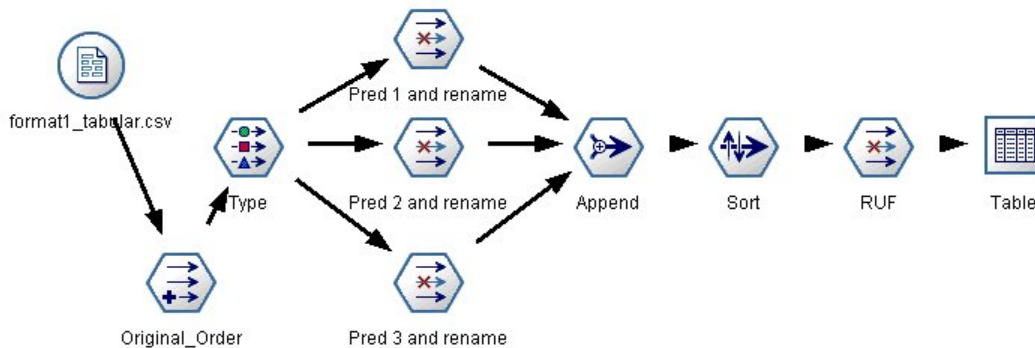 format1_tabular.csv
Original_Order
Type
Pred 1 and rename
Pred 2 and rename
Pred 3 and rename
Append
Sort
RUF
Table